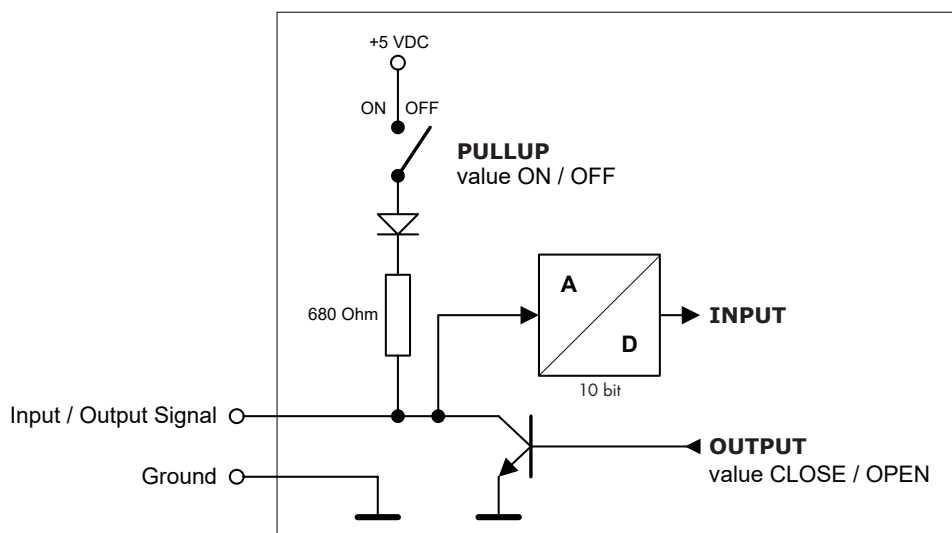 +5 VDC
ON OFF
PULLUP
value ON / OFF
680 Ohm
A
D
INPUT
10 bit
Input / Output Signal
OUTPUT
value CLOSE / OPEN
Ground